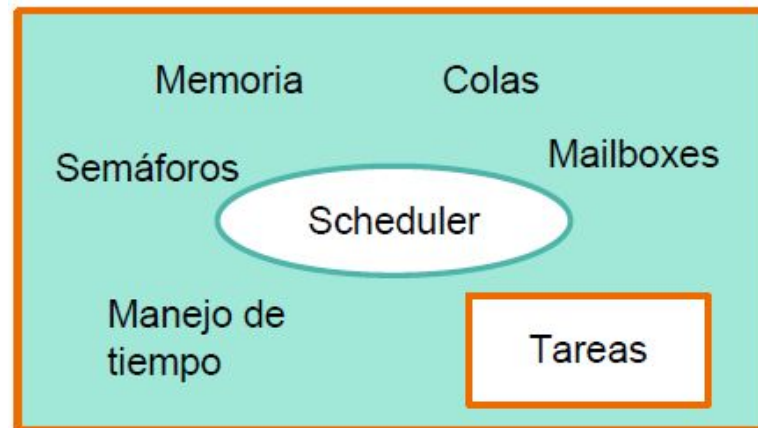 Memoria
Colas
Semáforos
Mailboxes
Scheduler
Manejo de
tiempo
Tareas